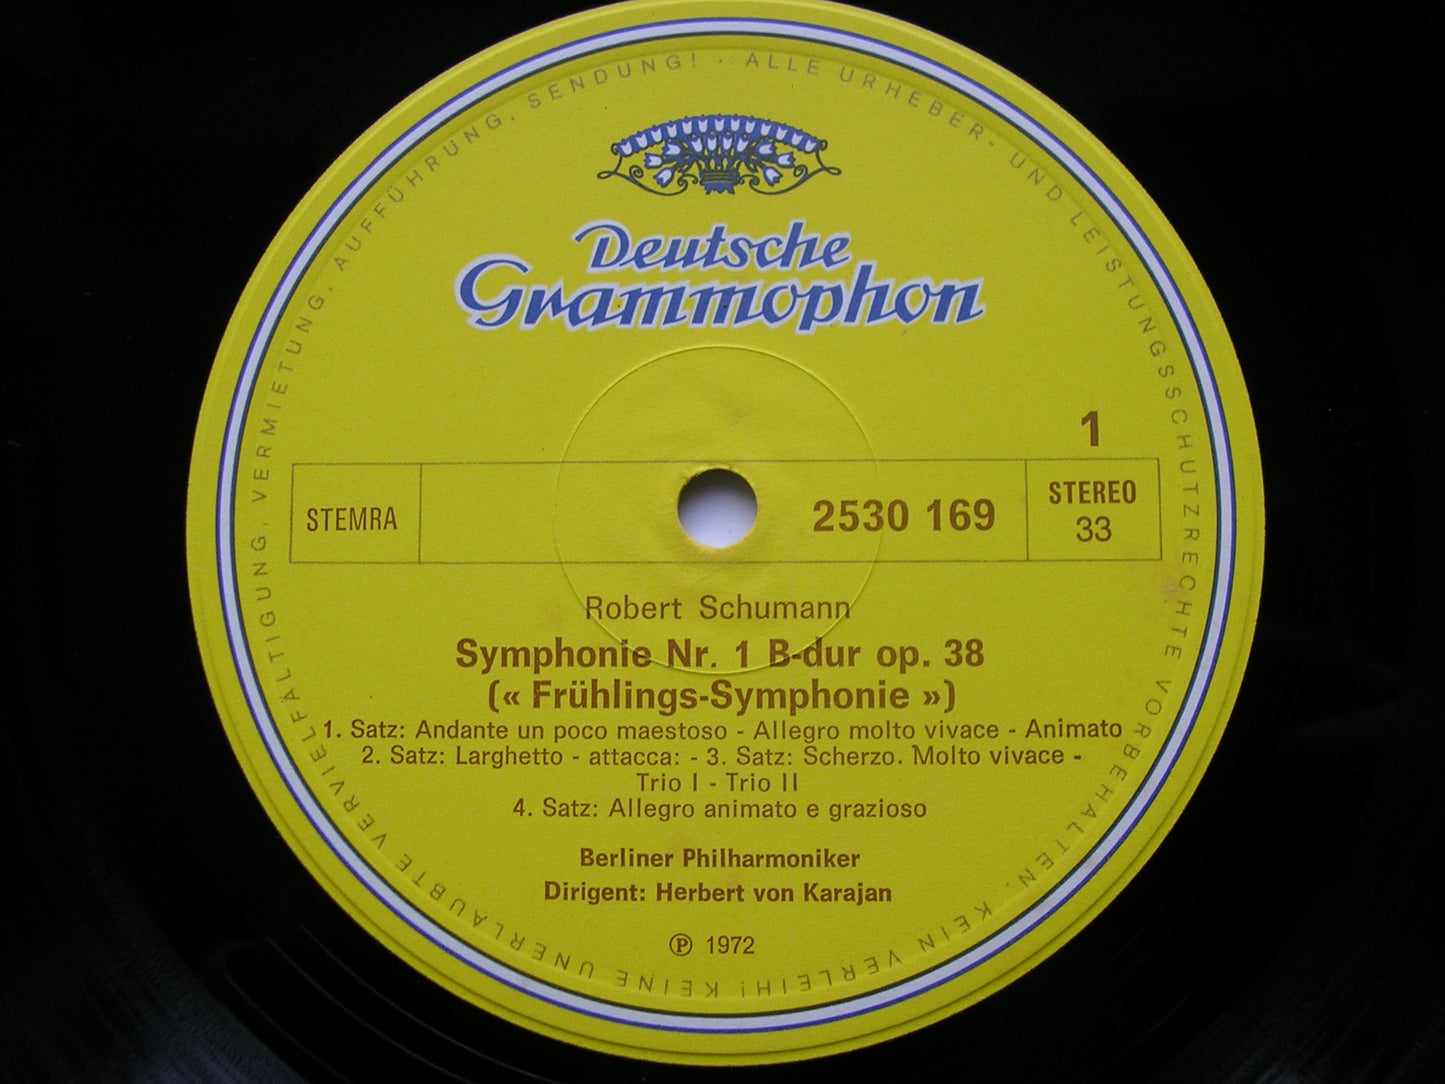 Deutsche
Grammophon
1
STEMRA
2530 169
STEREO
33
Robert Schumann
Symphonie Nr. 1 B-dur op. 38
(« Frühlings-Symphonie »)
1. Satz: Andante un poco maestoso - Allegro molto vivace - Animato
2. Satz: Larghetto - attacca: - 3. Satz: Scherzo. Molto vivace -
Trio I - Trio II
4. Satz: Allegro animato e grazioso
Berliner Philharmoniker
Dirigent: Herbert von Karajan
℗ 1972
ALLE URHEBER- UND LEISTUNGSSCHUTZRECHTE VORBEHALTEN. KEIN VERLEIH! KEINE UNERLAUBTE VERVIELFÄLTIGUNG, VERMIETUNG, AUFFÜHRUNG, SENDUNG! ·